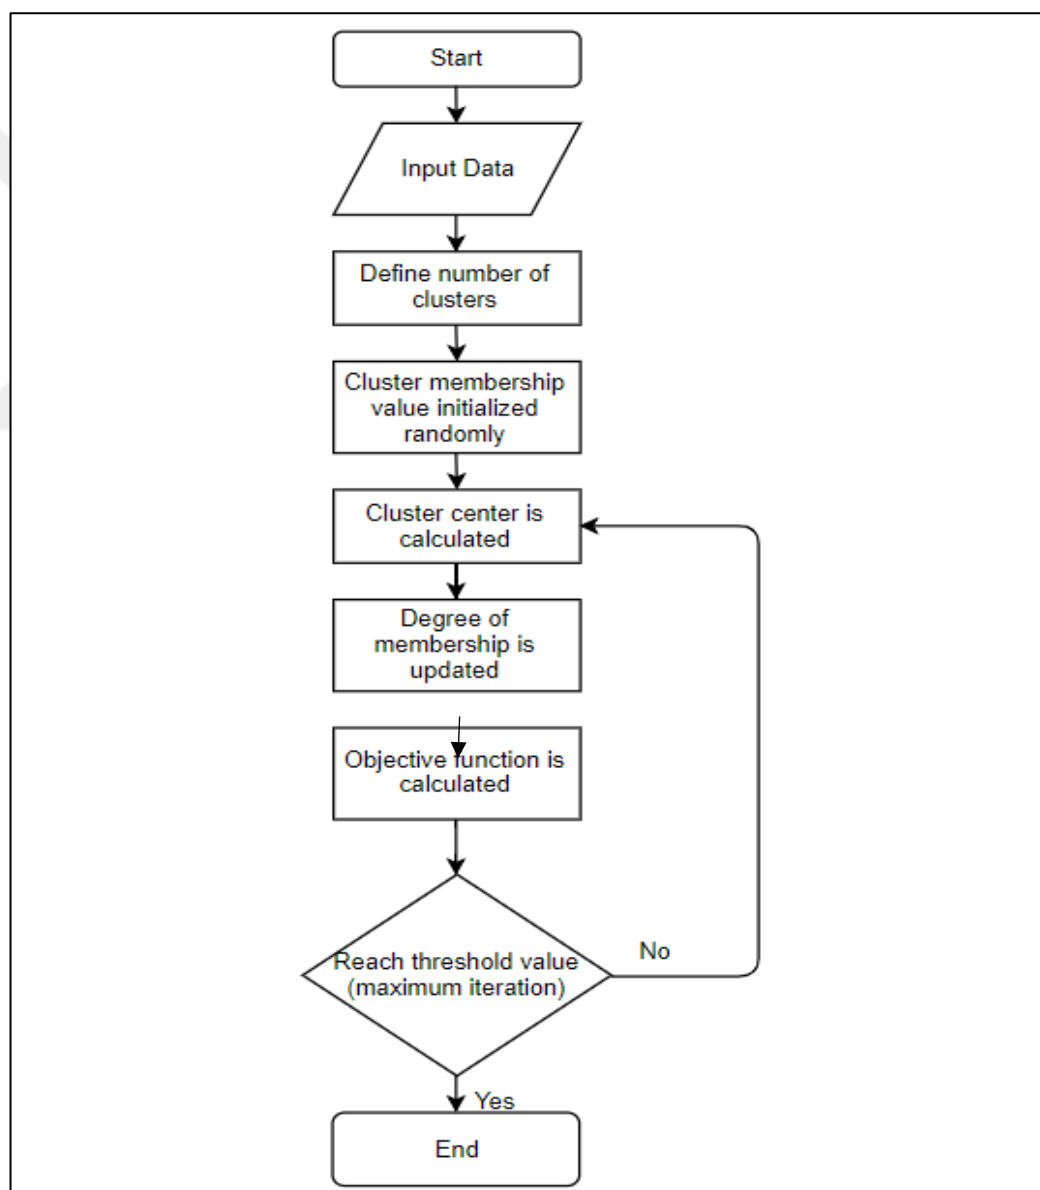 Start
Input Data
Define number of
clusters
Cluster membership
value initialized
randomly
Cluster center is
calculated
Degree of
membership is
updated
Objective function is
calculated
Reach threshold value
(maximum iteration)
No
Yes
End